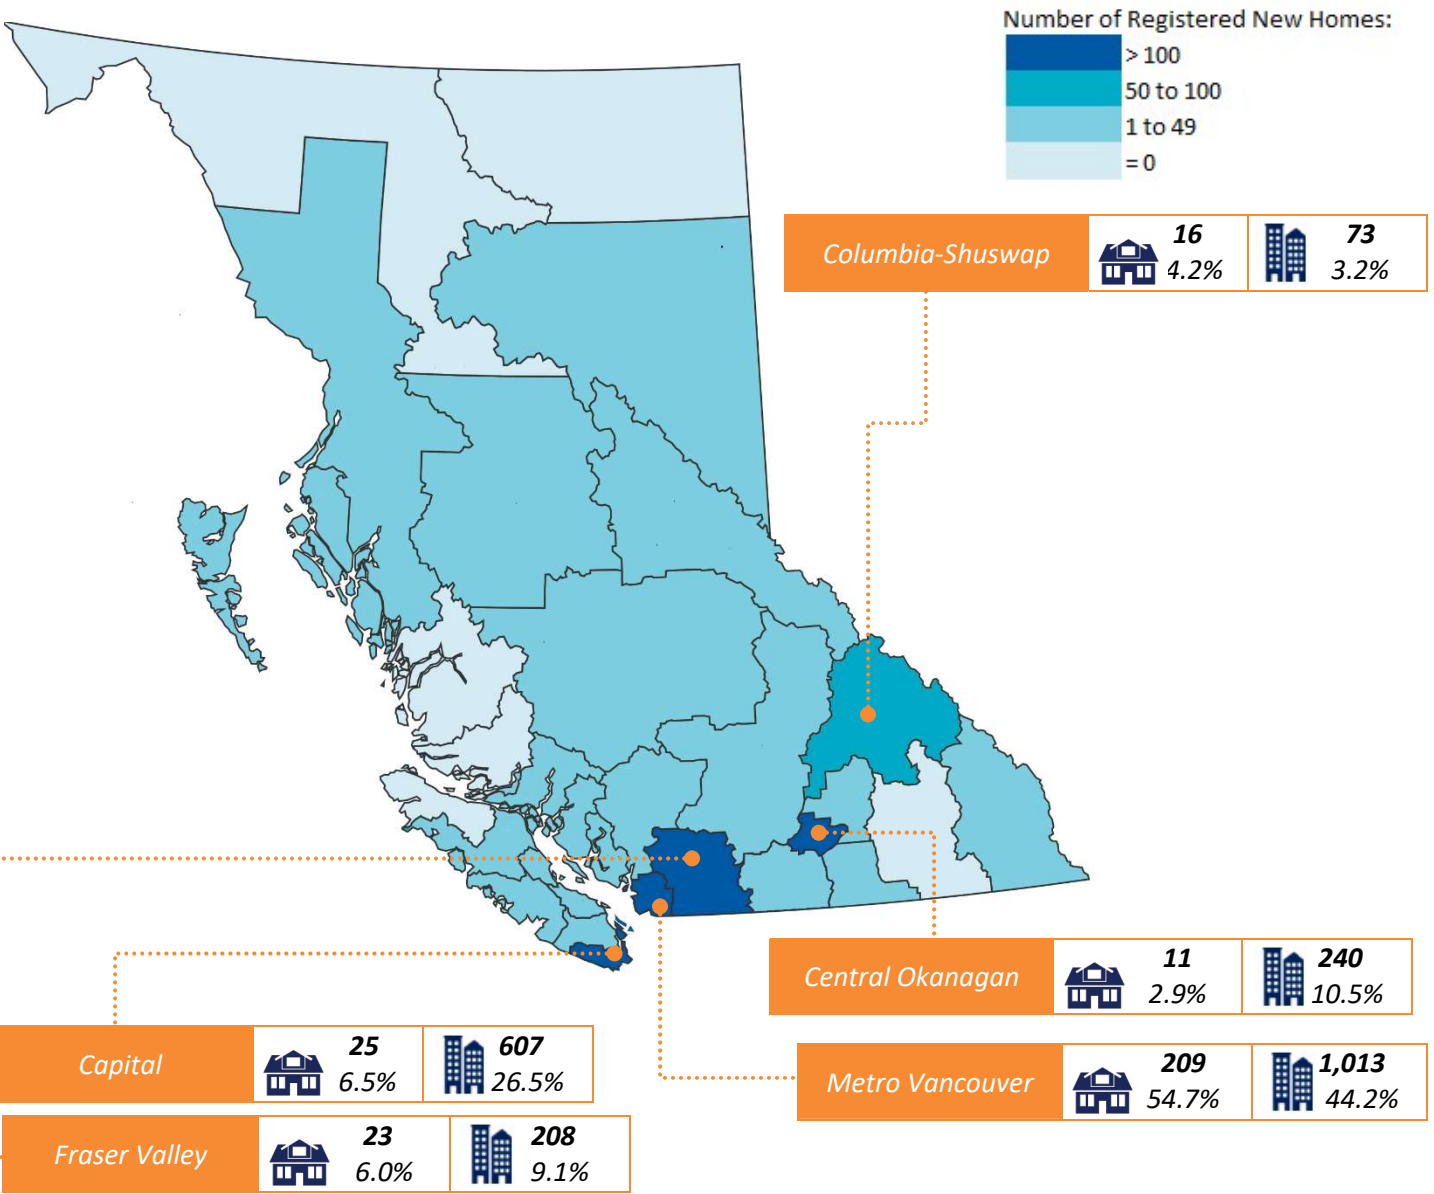 Number of Registered New Homes:
> 100
50 to 100
1 to 49
= 0
Columbia-Shuswap
16
4.2%
73
3.2%
Central Okanagan
11
2.9%
240
10.5%
Capital
25
6.5%
607
26.5%
Metro Vancouver
209
54.7%
1,013
44.2%
Fraser Valley
23
6.0%
208
9.1%